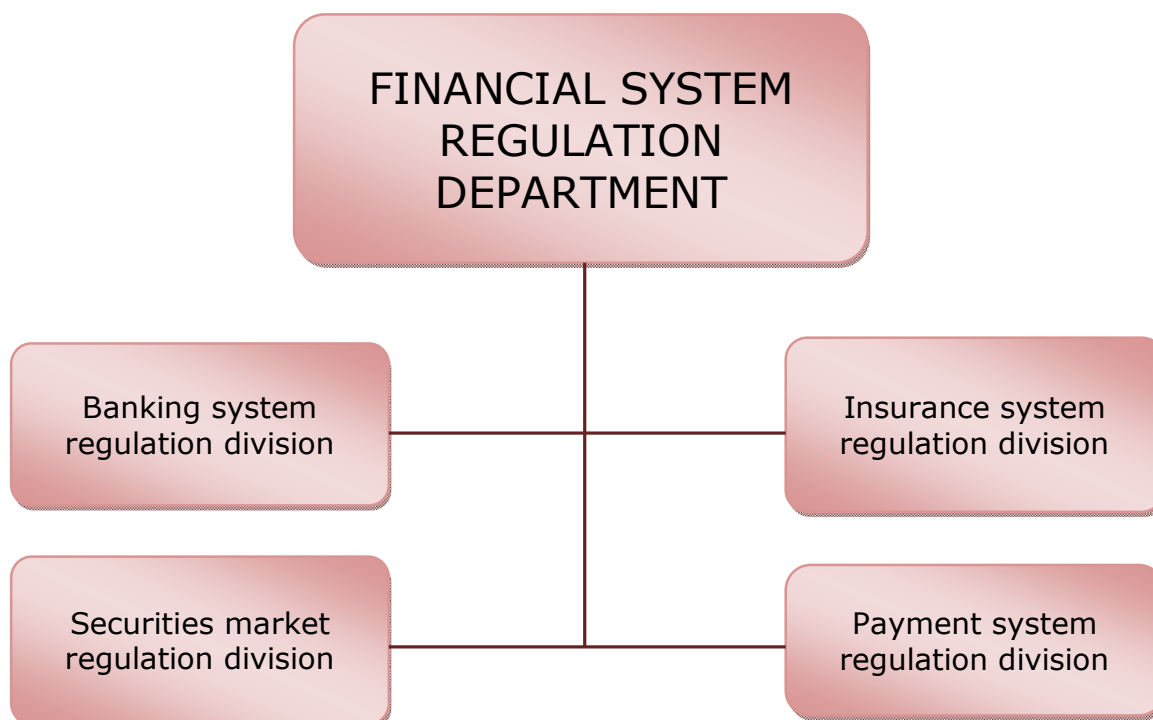 FINANCIAL SYSTEM
REGULATION
DEPARTMENT
Banking system
regulation division
Insurance system
regulation division
Securities market
regulation division
Payment system
regulation division